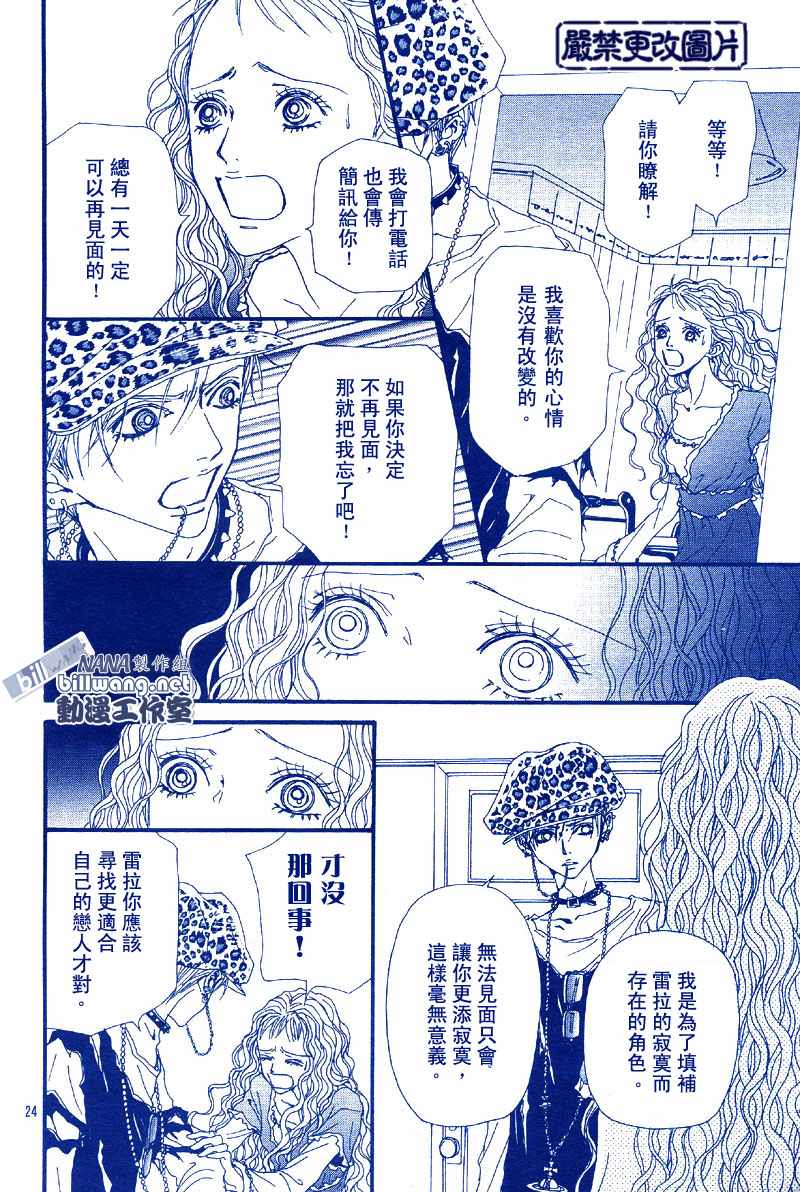 嚴禁更改圖片
等等！
請你瞭解！
我喜歡你的心情
是沒有改變的。
我會打電話
也會傳
簡訊給你！
總有一天一定
可以再見面的！
如果你決定
不再見面，
那就把我忘了吧！
bill wang
NANA製作組
billwang.net
動漫工作室
我是為了填補
雷拉的寂寞而
存在的角色。
無法見面只會
讓你更添寂寞，
這樣毫無意義。
才沒
那回事！
雷拉你應該
尋找更適合
自己的戀人才對。
24